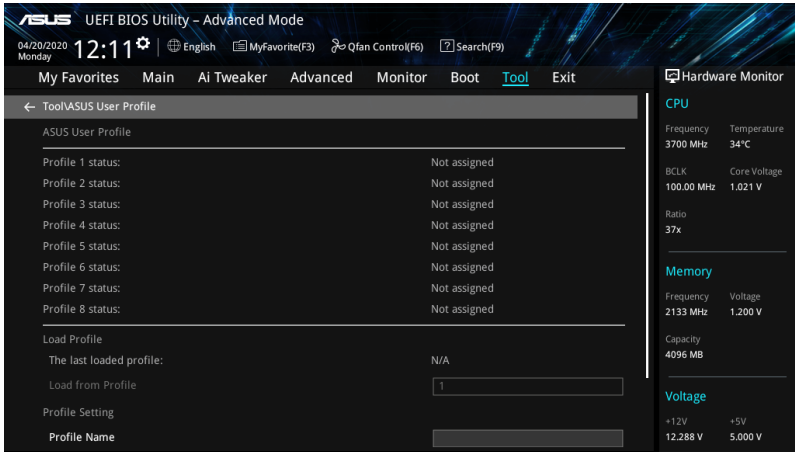 ASUS UEFI BIOS Utility – Advanced Mode
04/20/2020
Monday
12:11
English
MyFavorite(F3)
Qfan Control(F6)
? Search(F9)
My Favorites Main Ai Tweaker Advanced Monitor Boot Tool Exit
← Tool\ASUS User Profile
ASUS User Profile
Profile 1 status: Not assigned
Profile 2 status: Not assigned
Profile 3 status: Not assigned
Profile 4 status: Not assigned
Profile 5 status: Not assigned
Profile 6 status: Not assigned
Profile 7 status: Not assigned
Profile 8 status: Not assigned
Load Profile
The last loaded profile: N/A
Load from Profile 1
Profile Setting
Profile Name
Hardware Monitor
CPU
Frequency Temperature
3700 MHz 34°C
BCLK Core Voltage
100.00 MHz 1.021 V
Ratio
37x
Memory
Frequency Voltage
2133 MHz 1.200 V
Capacity
4096 MB
Voltage
+12V +5V
12.288 V 5.000 V